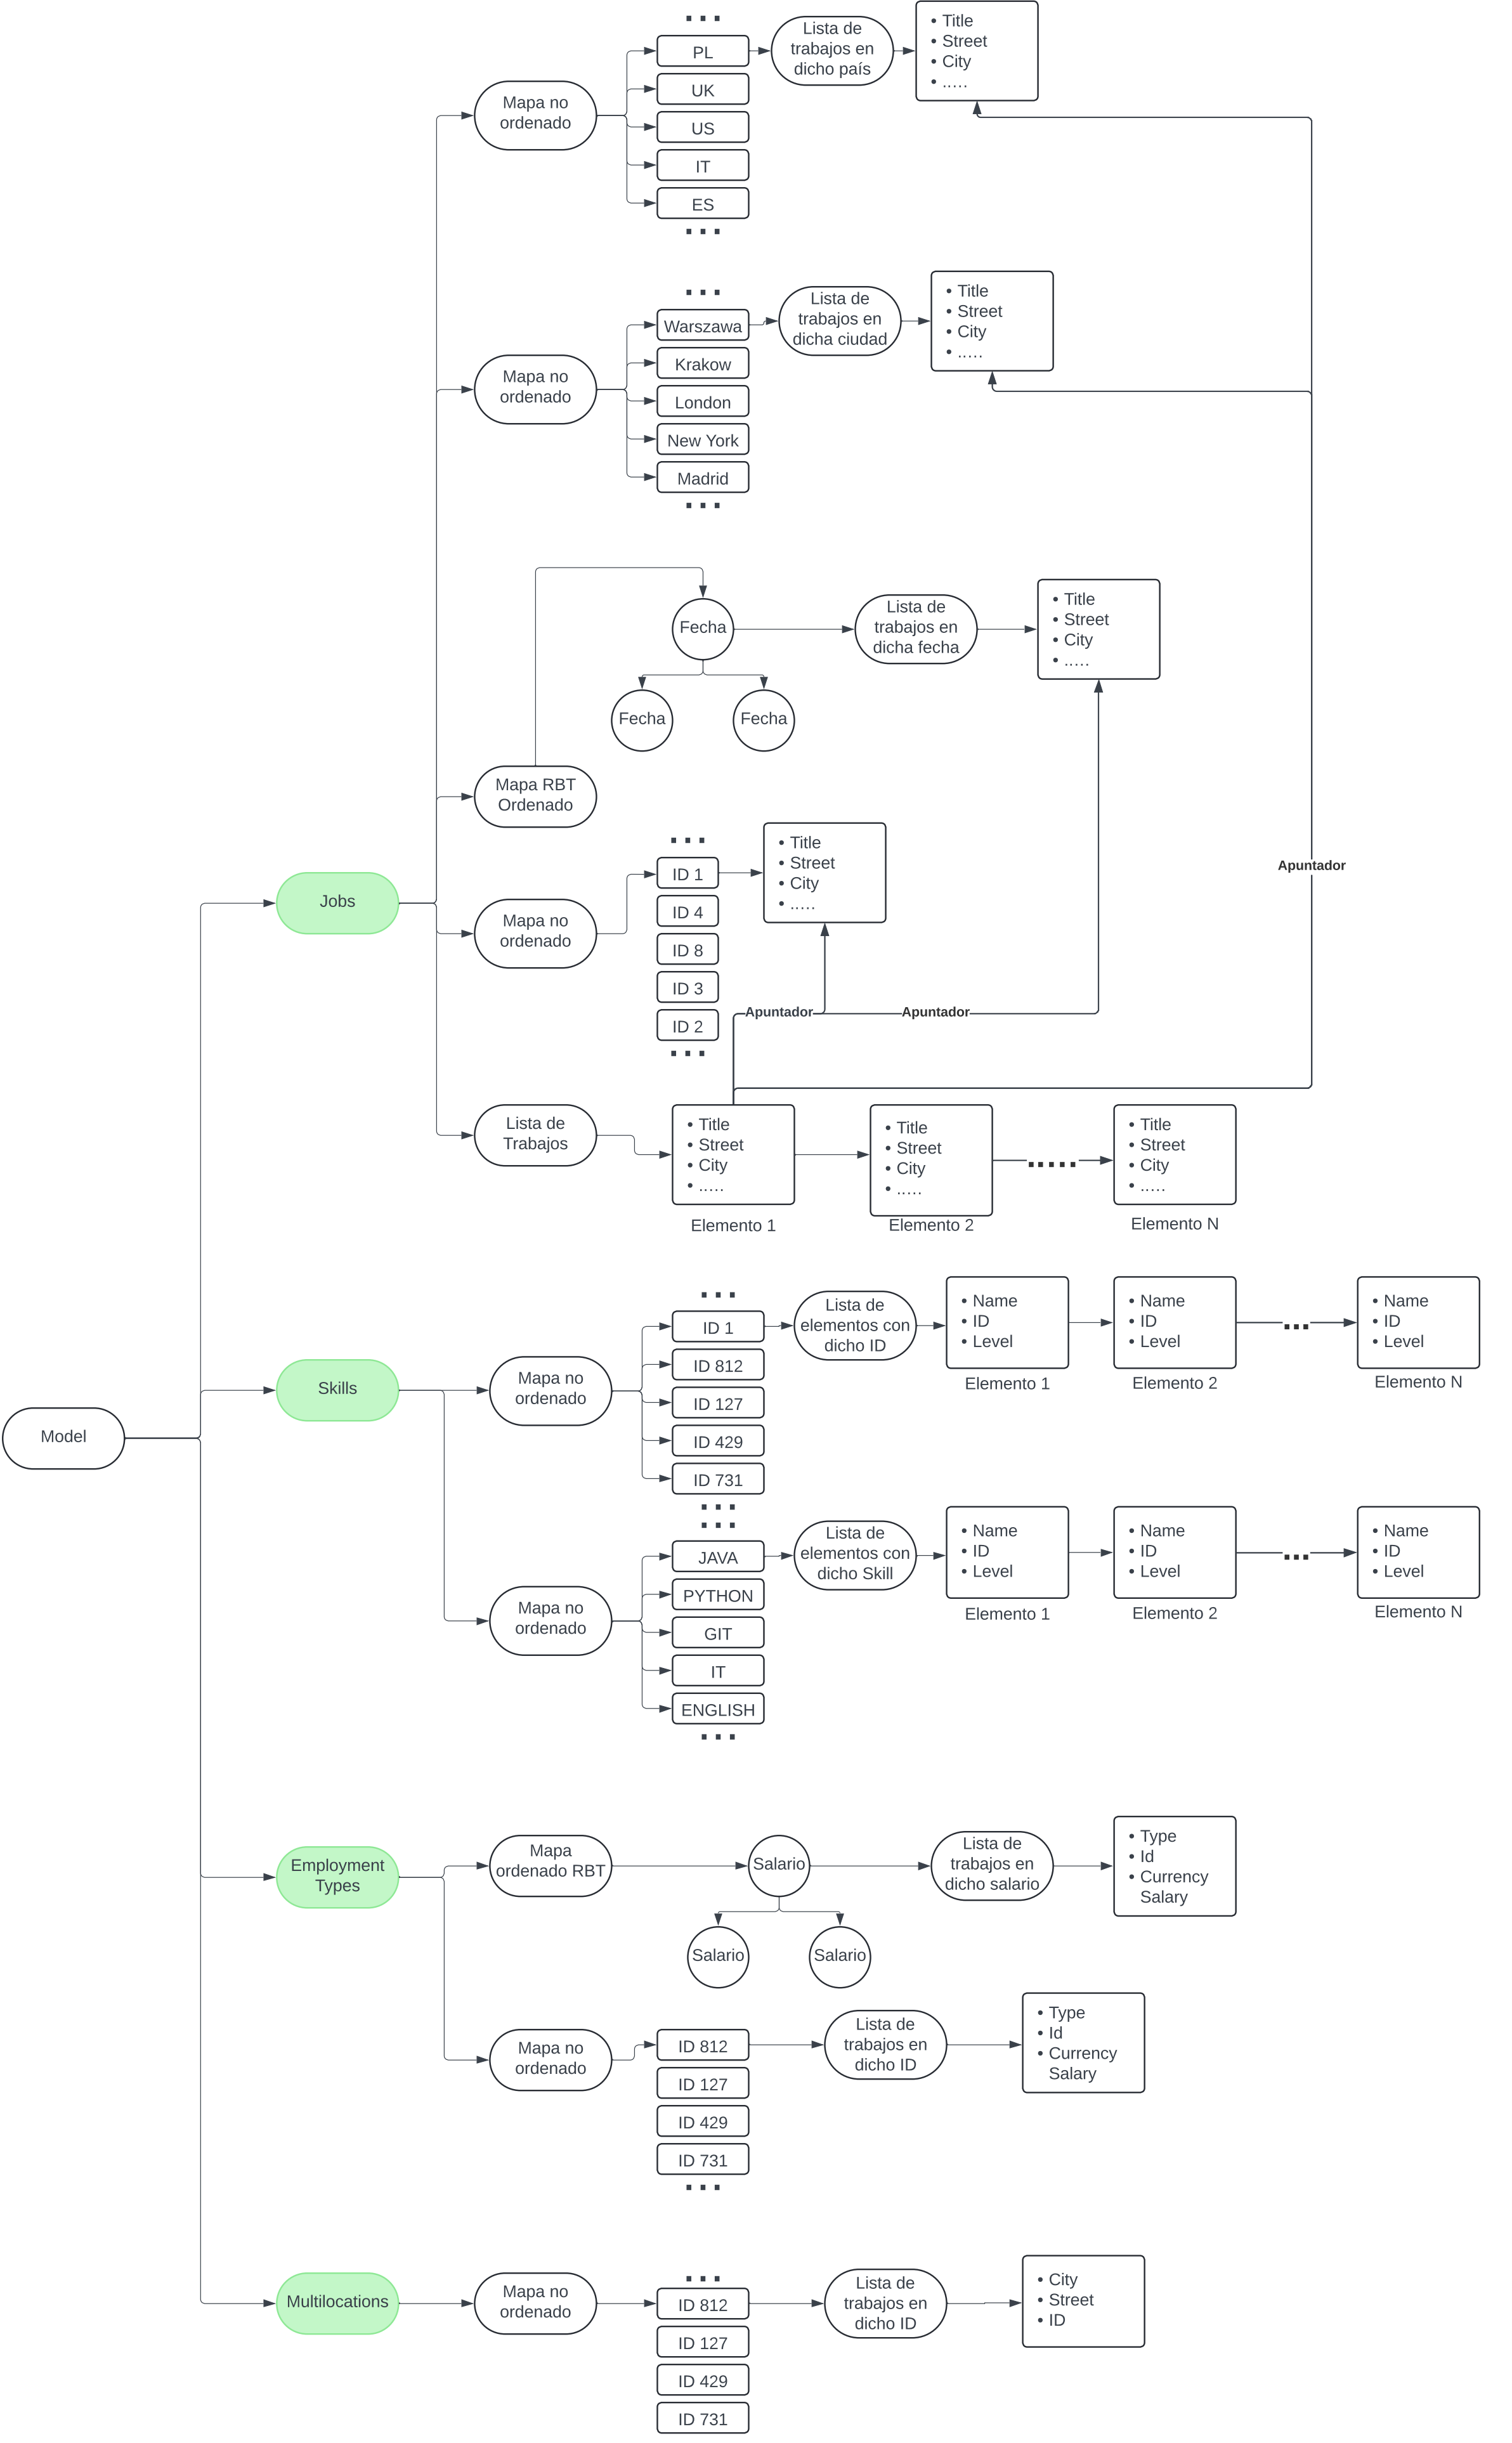 PL
UK
US
IT
ES
Mapa no
ordenado
Lista de
trabajos en
dicho país
• Title
• Street
• City
• .....
Mapa no
ordenado
Warszawa
Krakow
London
New York
Madrid
Lista de
trabajos en
dicha ciudad
• Title
• Street
• City
• .....
Fecha
Fecha
Fecha
Lista de
trabajos en
dicha fecha
• Title
• Street
• City
• .....
Mapa RBT
Ordenado
Jobs
Mapa no
ordenado
ID 1
ID 4
ID 8
ID 3
ID 2
• Title
• Street
• City
• .....
Apuntador
Apuntador
Apuntador
Lista de
Trabajos
• Title
• Street
• City
• .....
Elemento 1
• Title
• Street
• City
• .....
Elemento 2
• Title
• Street
• City
• .....
Elemento N
Model
Skills
Mapa no
ordenado
ID 1
ID 812
ID 127
ID 429
ID 731
Lista de
elementos con
dicho ID
• Name
• ID
• Level
Elemento 1
• Name
• ID
• Level
Elemento 2
• Name
• ID
• Level
Elemento N
Mapa no
ordenado
JAVA
PYTHON
GIT
IT
ENGLISH
Lista de
elementos con
dicho Skill
• Name
• ID
• Level
Elemento 1
• Name
• ID
• Level
Elemento 2
• Name
• ID
• Level
Elemento N
Employment
Types
Mapa
ordenado RBT
Salario
Salario
Salario
Lista de
trabajos en
dicho salario
• Type
• Id
• Currency
Salary
Mapa no
ordenado
ID 812
ID 127
ID 429
ID 731
Lista de
trabajos en
dicho ID
• Type
• Id
• Currency
Salary
Multilocations
Mapa no
ordenado
ID 812
ID 127
ID 429
ID 731
Lista de
trabajos en
dicho ID
• City
• Street
• ID